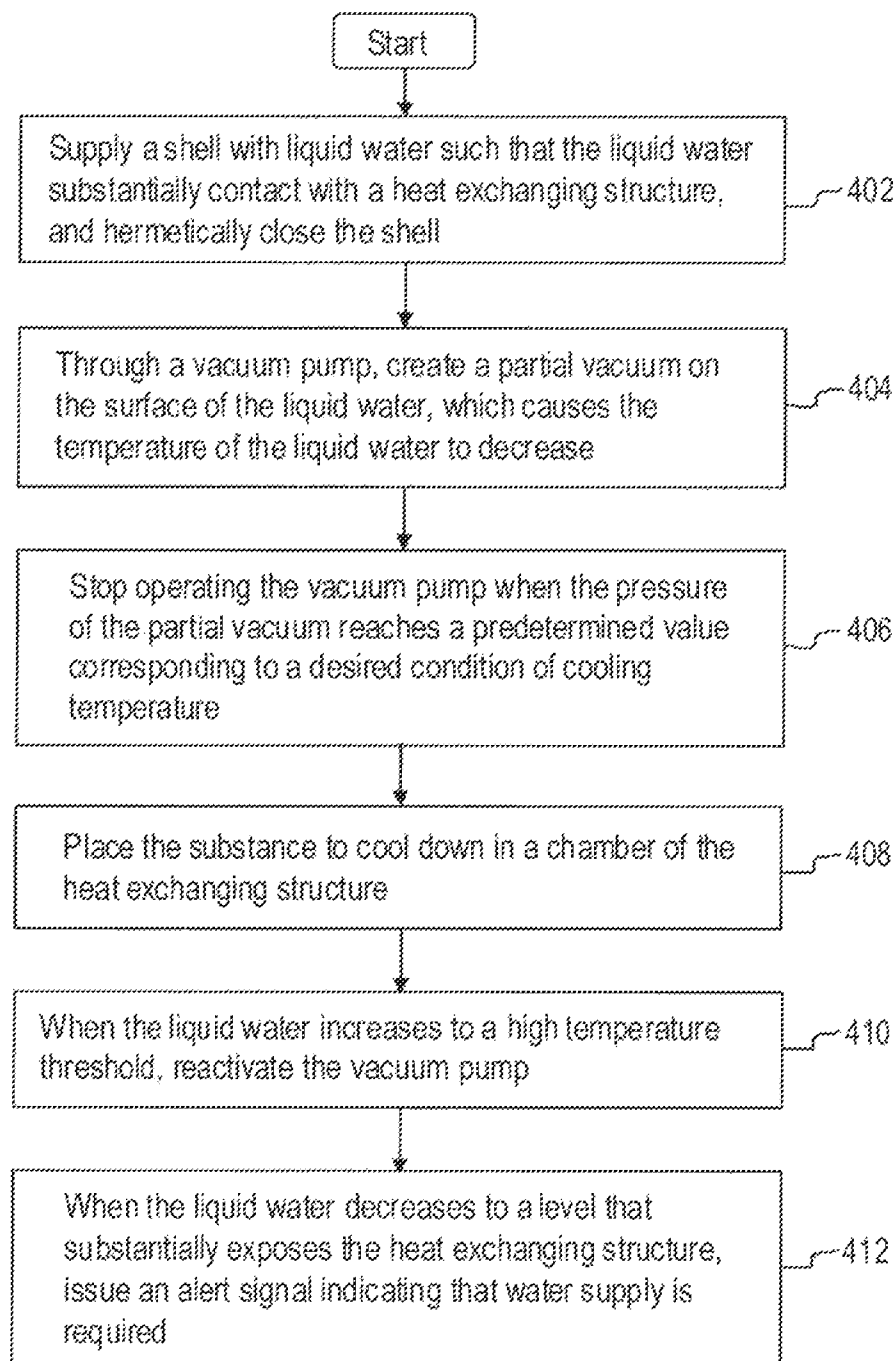 Start
Supply a shell with liquid water such that the liquid water
substantially contact with a heat exchanging structure,
and hermetically close the shell
402
Through a vacuum pump, create a partial vacuum on
the surface of the liquid water, which causes the
temperature of the liquid water to decrease
404
Stop operating the vacuum pump when the pressure
of the partial vacuum reaches a predetermined value
corresponding to a desired condition of cooling
temperature
406
Place the substance to cool down in a chamber of the
heat exchanging structure
408
When the liquid water increases to a high temperature
threshold, reactivate the vacuum pump
410
When the liquid water decreases to a level that
substantially exposes the heat exchanging structure,
issue an alert signal indicating that water supply is
required
412